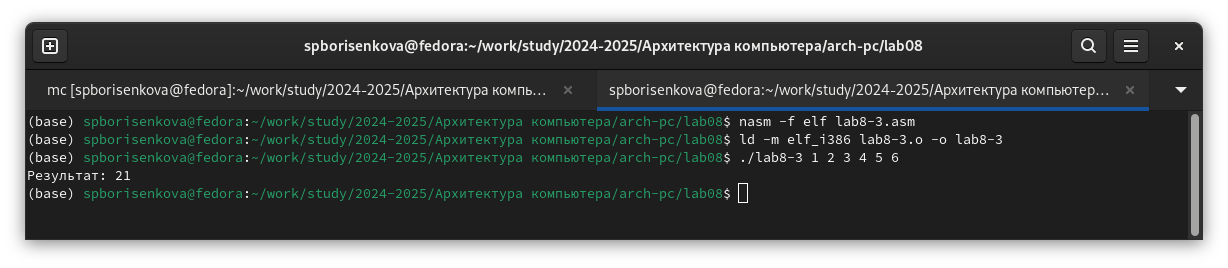 spborisenkova@fedora:~/work/study/2024-2025/Архитектура компьютера/arch-pc/lab08
mc [spborisenkova@fedora]:~/work/study/2024-2025/Архитектура компь…
spborisenkova@fedora:~/work/study/2024-2025/Архитектура компьютер…
(base) spborisenkova@fedora:~/work/study/2024-2025/Архитектура компьютера/arch-pc/lab08$ nasm -f elf lab8-3.asm
(base) spborisenkova@fedora:~/work/study/2024-2025/Архитектура компьютера/arch-pc/lab08$ ld -m elf_i386 lab8-3.o -o lab8-3
(base) spborisenkova@fedora:~/work/study/2024-2025/Архитектура компьютера/arch-pc/lab08$ ./lab8-3 1 2 3 4 5 6
Результат: 21
(base) spborisenkova@fedora:~/work/study/2024-2025/Архитектура компьютера/arch-pc/lab08$